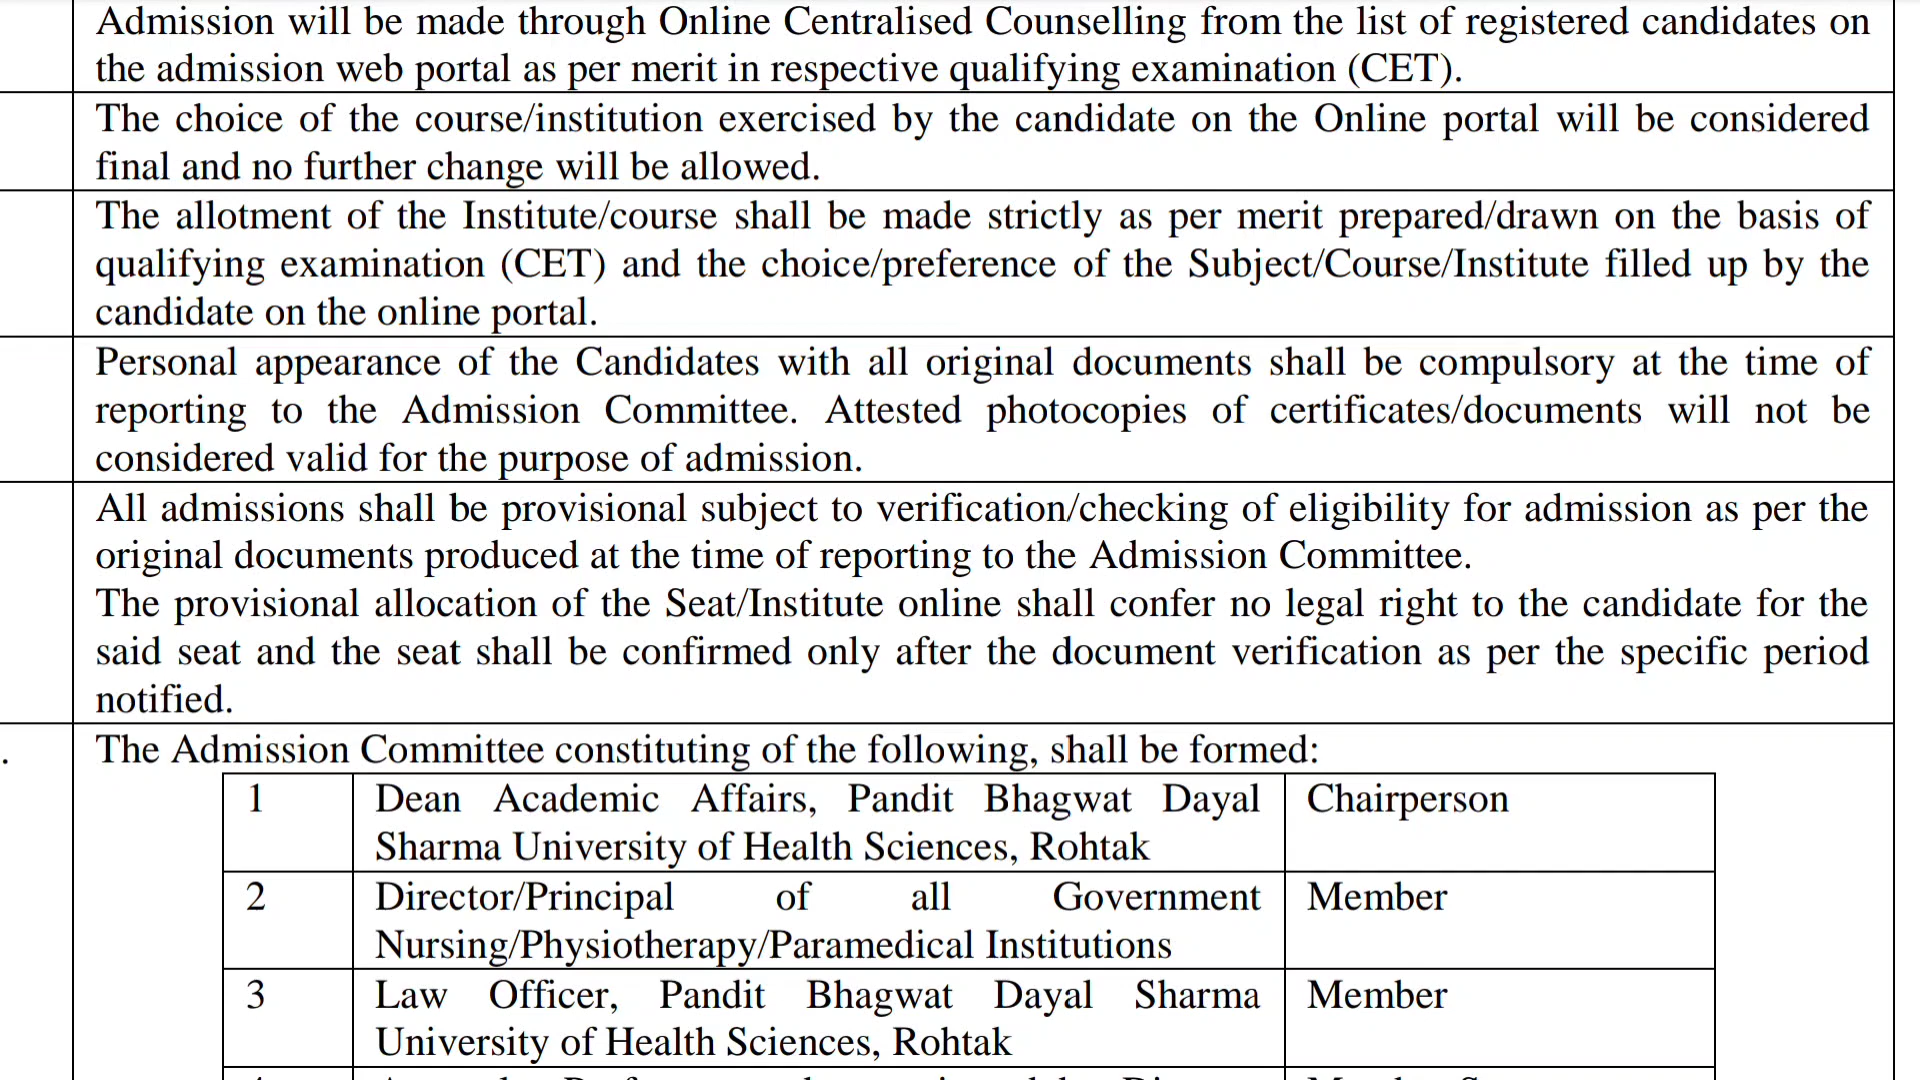 Admission will be made through Online Centralised Counselling from the list of registered candidates on
the admission web portal as per merit in respective qualifying examination (CET).
The choice of the course/institution exercised by the candidate on the Online portal will be considered
final and no further change will be allowed.
The allotment of the Institute/course shall be made strictly as per merit prepared/drawn on the basis of
qualifying examination (CET) and the choice/preference of the Subject/Course/Institute filled up by the
candidate on the online portal.
Personal appearance of the Candidates with all original documents shall be compulsory at the time of
reporting to the Admission Committee. Attested photocopies of certificates/documents will not be
considered valid for the purpose of admission.
All admissions shall be provisional subject to verification/checking of eligibility for admission as per the
original documents produced at the time of reporting to the Admission Committee.
The provisional allocation of the Seat/Institute online shall confer no legal right to the candidate for the
said seat and the seat shall be confirmed only after the document verification as per the specific period
notified.
. The Admission Committee constituting of the following, shall be formed:
1 Dean Academic Affairs, Pandit Bhagwat Dayal Chairperson
Sharma University of Health Sciences, Rohtak
2 Director/Principal of all Government Member
Nursing/Physiotherapy/Paramedical Institutions
3 Law Officer, Pandit Bhagwat Dayal Sharma Member
University of Health Sciences, Rohtak